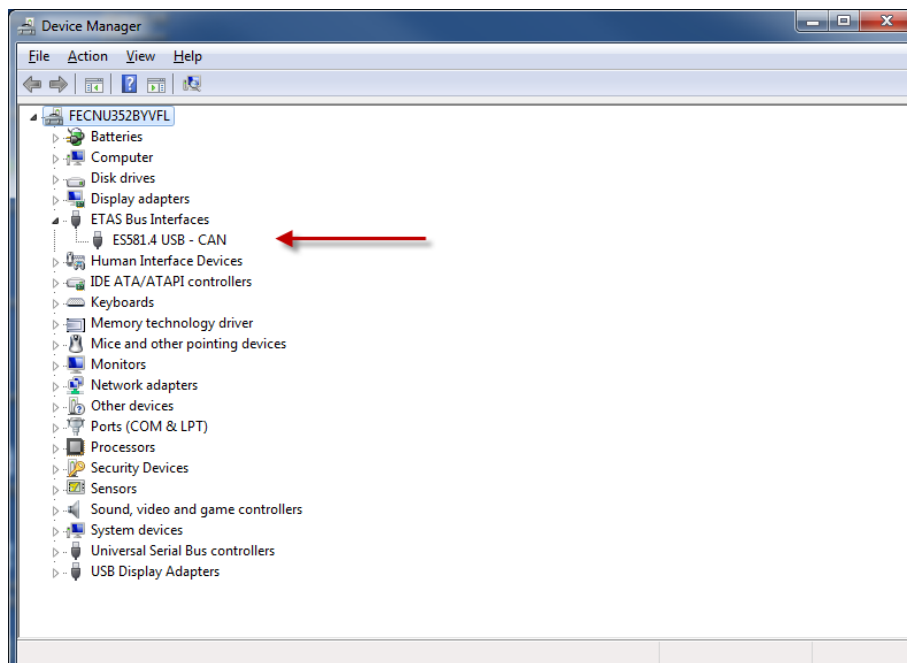 Device Manager
File Action View Help
FECNU352BYVFL
Batteries
Computer
Disk drives
Display adapters
ETAS Bus Interfaces
ES581.4 USB - CAN
Human Interface Devices
IDE ATA/ATAPI controllers
Keyboards
Memory technology driver
Mice and other pointing devices
Monitors
Network adapters
Other devices
Ports (COM & LPT)
Processors
Security Devices
Sensors
Sound, video and game controllers
System devices
Universal Serial Bus controllers
USB Display Adapters